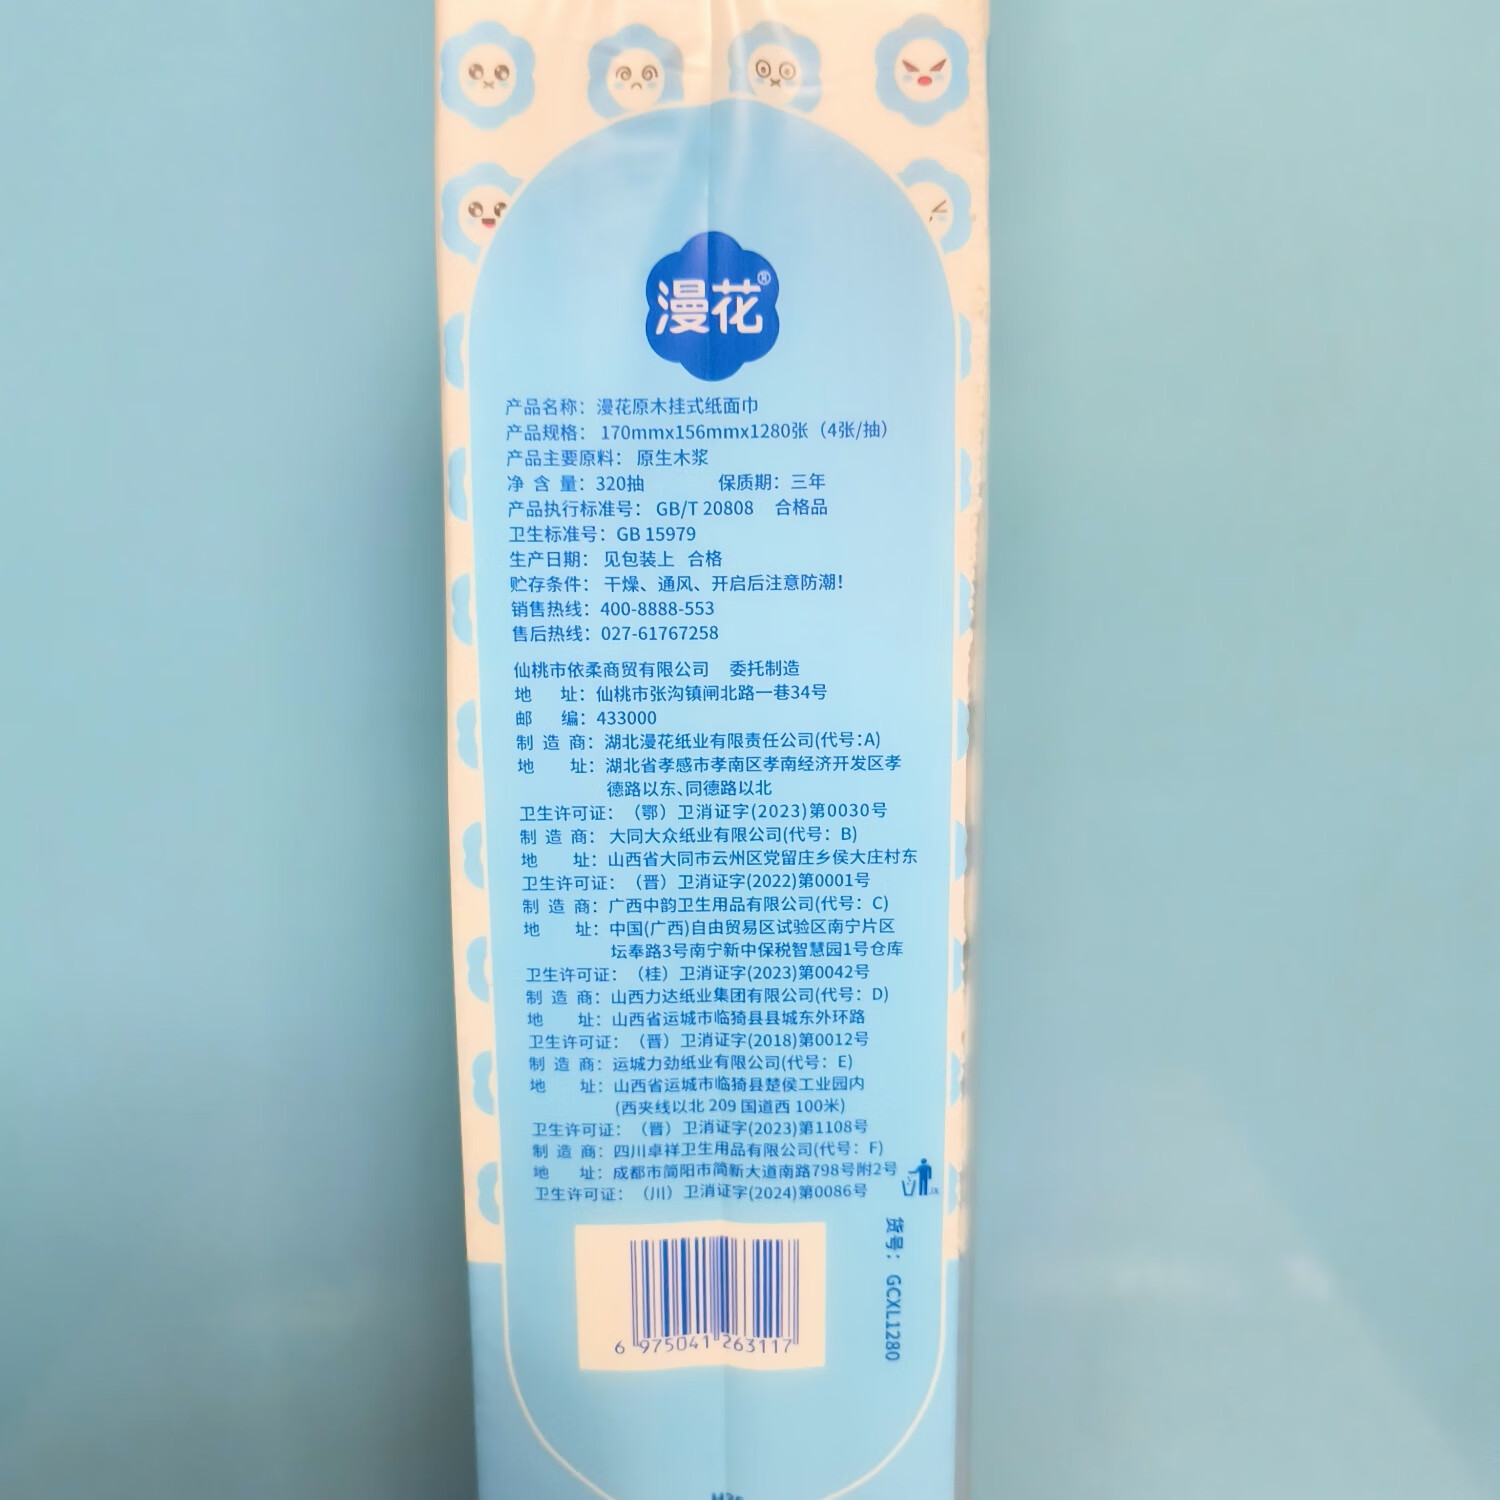 漫花®
产品名称：漫花原木挂式纸面巾
产品规格：170mmx156mmx1280张（4张/抽）
产品主要原料：原生木浆
净含量：320抽 保质期：三年
产品执行标准号：GB/T 20808 合格品
卫生标准号：GB 15979
生产日期：见包装上 合格
贮存条件：干燥、通风、开启后注意防潮！
销售热线：400-8888-553
售后热线：027-61767258
仙桃市依柔商贸有限公司 委托制造
地址：仙桃市张沟镇闸北路一巷34号
邮编：433000
制造商：湖北漫花纸业有限责任公司(代号:A)
地址：湖北省孝感市孝南区孝南经济开发区孝
德路以东、同德路以北
卫生许可证：（鄂）卫消证字(2023)第0030号
制造商：大同大众纸业有限公司(代号：B)
地址：山西省大同市云州区党留庄乡侯大庄村东
卫生许可证：（晋）卫消证字(2022)第0001号
制造商：广西中韵卫生用品有限公司(代号：C)
地址：中国(广西)自由贸易区试验区南宁片区
坛奉路3号南宁新中保税智慧园1号仓库
卫生许可证：（桂）卫消证字(2023)第0042号
制造商：山西力达纸业集团有限公司(代号：D)
地址：山西省运城市临猗县县城东外环路
卫生许可证：（晋）卫消证字(2018)第0012号
制造商：运城力劲纸业有限公司(代号：E)
地址：山西省运城市临猗县楚侯工业园内
(西夹线以北 209 国道西 100米)
卫生许可证：（晋）卫消证字(2023)第1108号
制造商：四川卓祥卫生用品有限公司(代号：F)
地址：成都市简阳市简新大道南路798号附2号
卫生许可证：（川）卫消证字(2024)第0086号
货号：GCXL1280
6 975041 263117